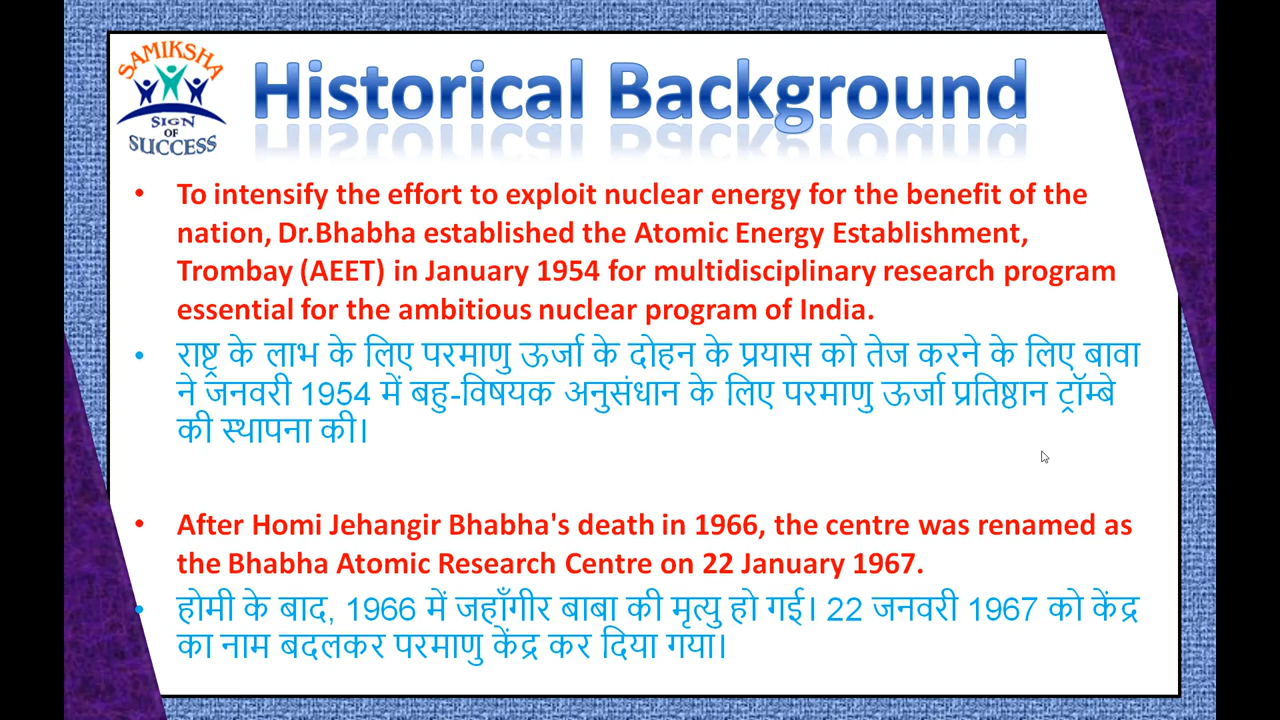 SAMIKSHA
SIGN
OF
SUCCESS
Historical Background
• To intensify the effort to exploit nuclear energy for the benefit of the
nation, Dr.Bhabha established the Atomic Energy Establishment,
Trombay (AEET) in January 1954 for multidisciplinary research program
essential for the ambitious nuclear program of India.
• राष्ट्र के लाभ के लिए परमाणु ऊर्जा के दोहन के प्रयास को तेज करने के लिए बावा
ने जनवरी 1954 में बहु-विषयक अनुसंधान के लिए परमाणु ऊर्जा प्रतिष्ठान ट्रॉम्बे
की स्थापना की।
• After Homi Jehangir Bhabha's death in 1966, the centre was renamed as
the Bhabha Atomic Research Centre on 22 January 1967.
• होमी के बाद, 1966 में जहाँगीर बाबा की मृत्यु हो गई। 22 जनवरी 1967 को केंद्र
का नाम बदलकर परमाणु केंद्र कर दिया गया।